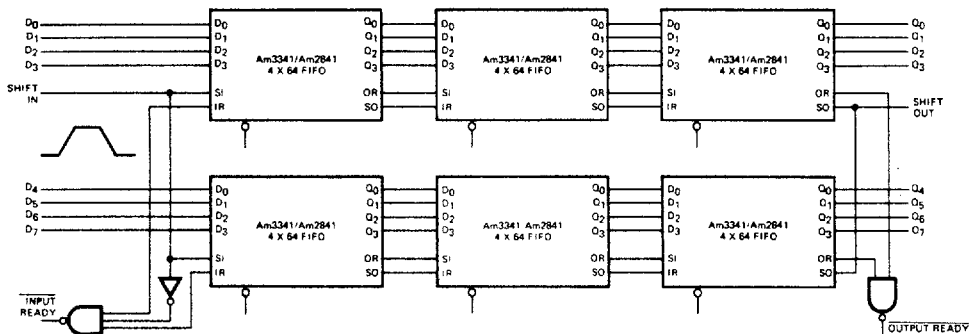 D0 D0 Q0 D0 Q0 D0 Q0 Q0
D1 D1 Q1 D1 Q1 D1 Q1 Q1
D2 D2 Q2 D2 Q2 D2 Q2 Q2
D3 D3 Q3 D3 Q3 D3 Q3 Q3
Am3341/Am2841 Am3341/Am2841 Am3341/Am2841
4 X 64 FIFO 4 X 64 FIFO 4 X 64 FIFO
SHIFT IN
SI OR SI OR SI OR
IR SO IR SO IR SO
SHIFT OUT
D4 D0 Q0 D0 Q0 D0 Q0 Q4
D5 D1 Q1 D1 Q1 D1 Q1 Q5
D6 D2 Q2 D2 Q2 D2 Q2 Q6
D7 D3 Q3 D3 Q3 D3 Q3 Q7
Am3341/Am2841 Am3341 Am2841 Am3341/Am2841
4 X 64 FIFO 4 X 64 FIFO 4 X 64 FIFO
SI OR SI OR SI OR
IR SO IR SO IR SO
INPUT
READY
OUTPUT READY